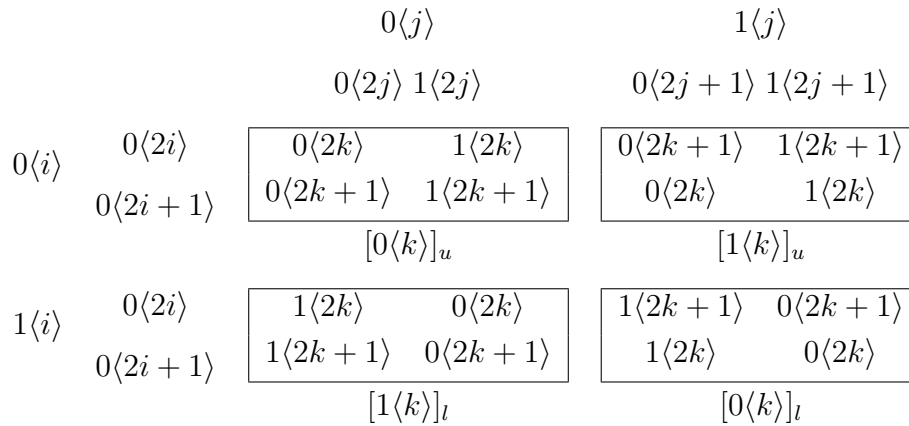 0⟨j⟩ 1⟨j⟩
0⟨2j⟩ 1⟨2j⟩ 0⟨2j + 1⟩ 1⟨2j + 1⟩
0⟨i⟩ 0⟨2i⟩ 0⟨2k⟩ 1⟨2k⟩ 0⟨2k + 1⟩ 1⟨2k + 1⟩
0⟨2i + 1⟩ 0⟨2k + 1⟩ 1⟨2k + 1⟩ 0⟨2k⟩ 1⟨2k⟩
[0⟨k⟩]_u [1⟨k⟩]_u
1⟨i⟩ 0⟨2i⟩ 1⟨2k⟩ 0⟨2k⟩ 1⟨2k + 1⟩ 0⟨2k + 1⟩
0⟨2i + 1⟩ 1⟨2k + 1⟩ 0⟨2k + 1⟩ 1⟨2k⟩ 0⟨2k⟩
[1⟨k⟩]_l [0⟨k⟩]_l